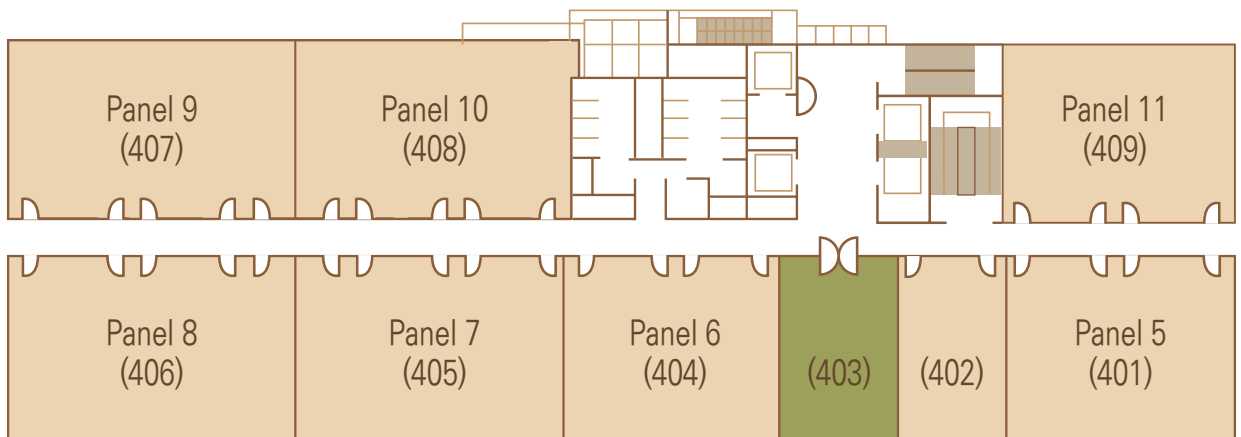 Panel 9
(407)
Panel 10
(408)
Panel 11
(409)
Panel 8
(406)
Panel 7
(405)
Panel 6
(404)
(403)
(402)
Panel 5
(401)